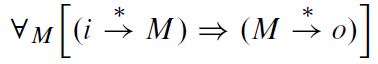 ∀_M[(i →^* M) ⇒ (M →^* o)]